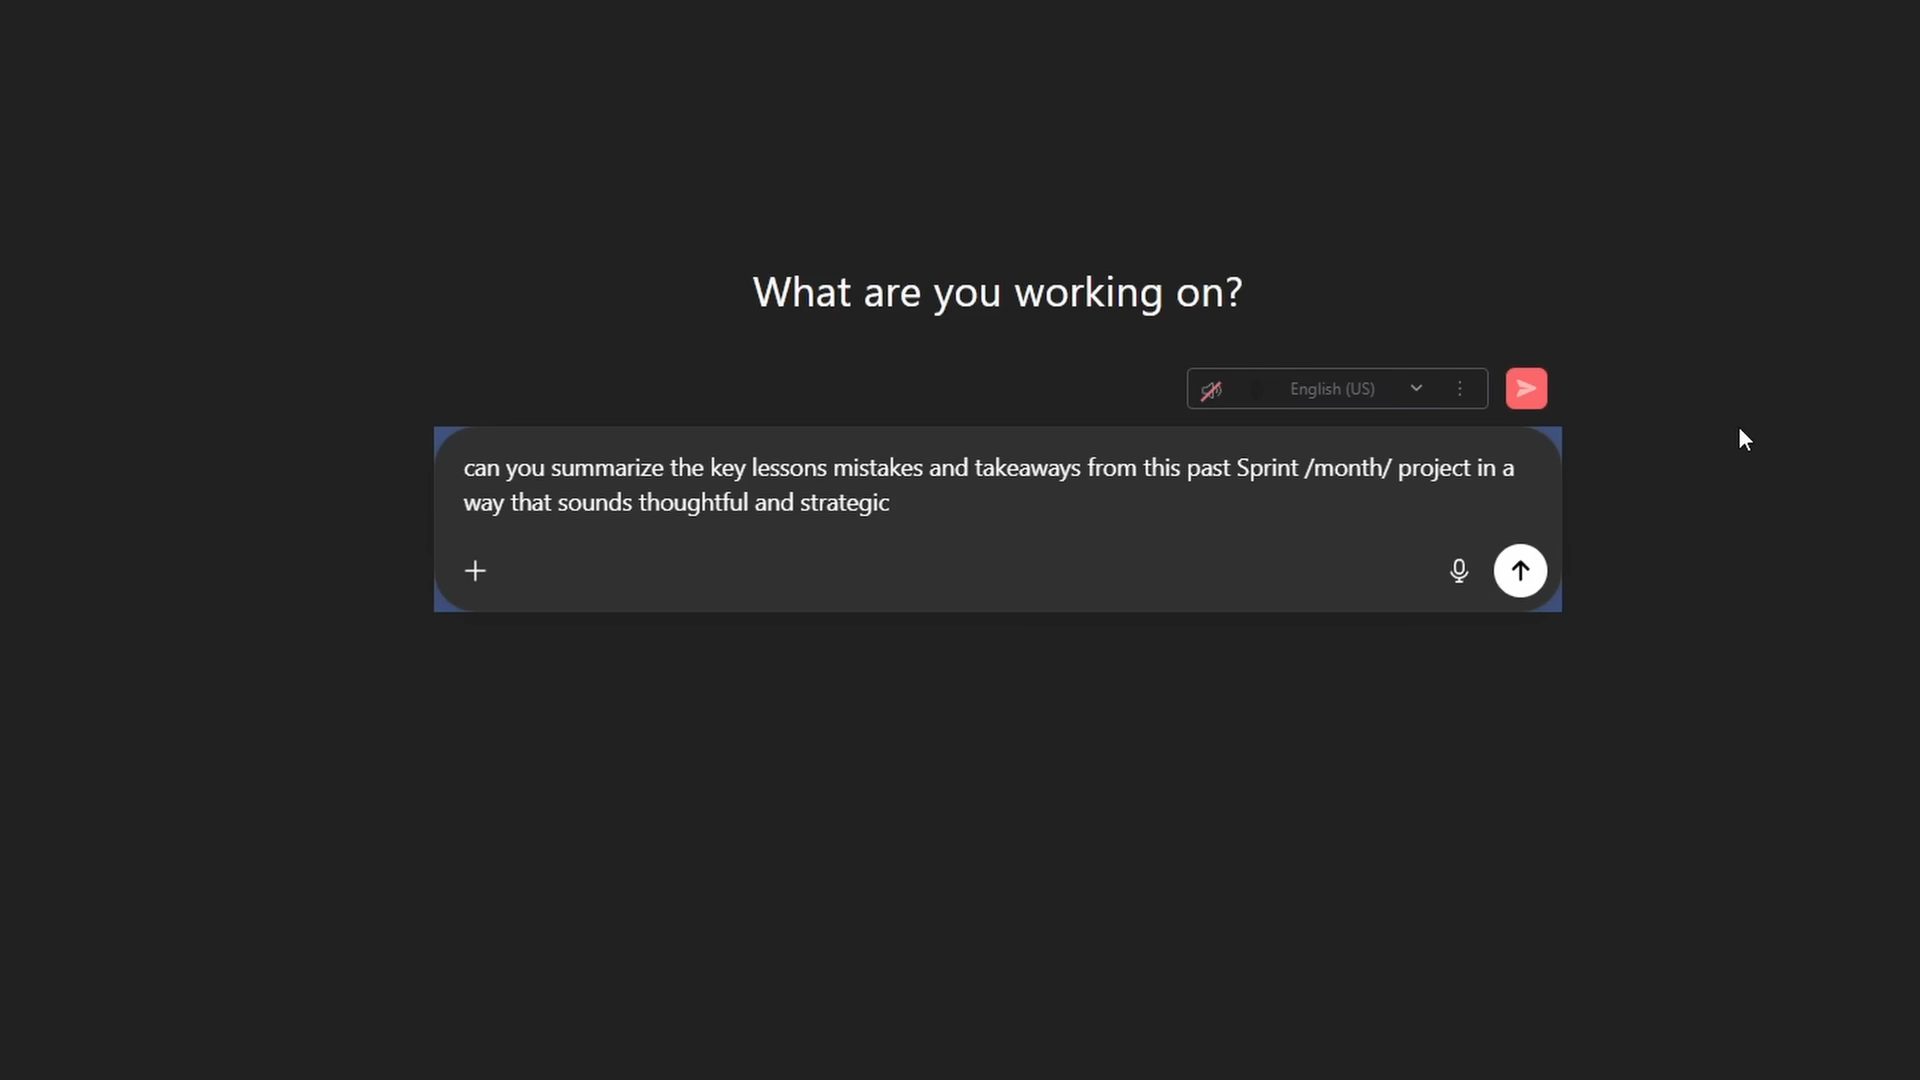 What are you working on?
English (US)
can you summarize the key lessons mistakes and takeaways from this past Sprint /month/ project in a
way that sounds thoughtful and strategic